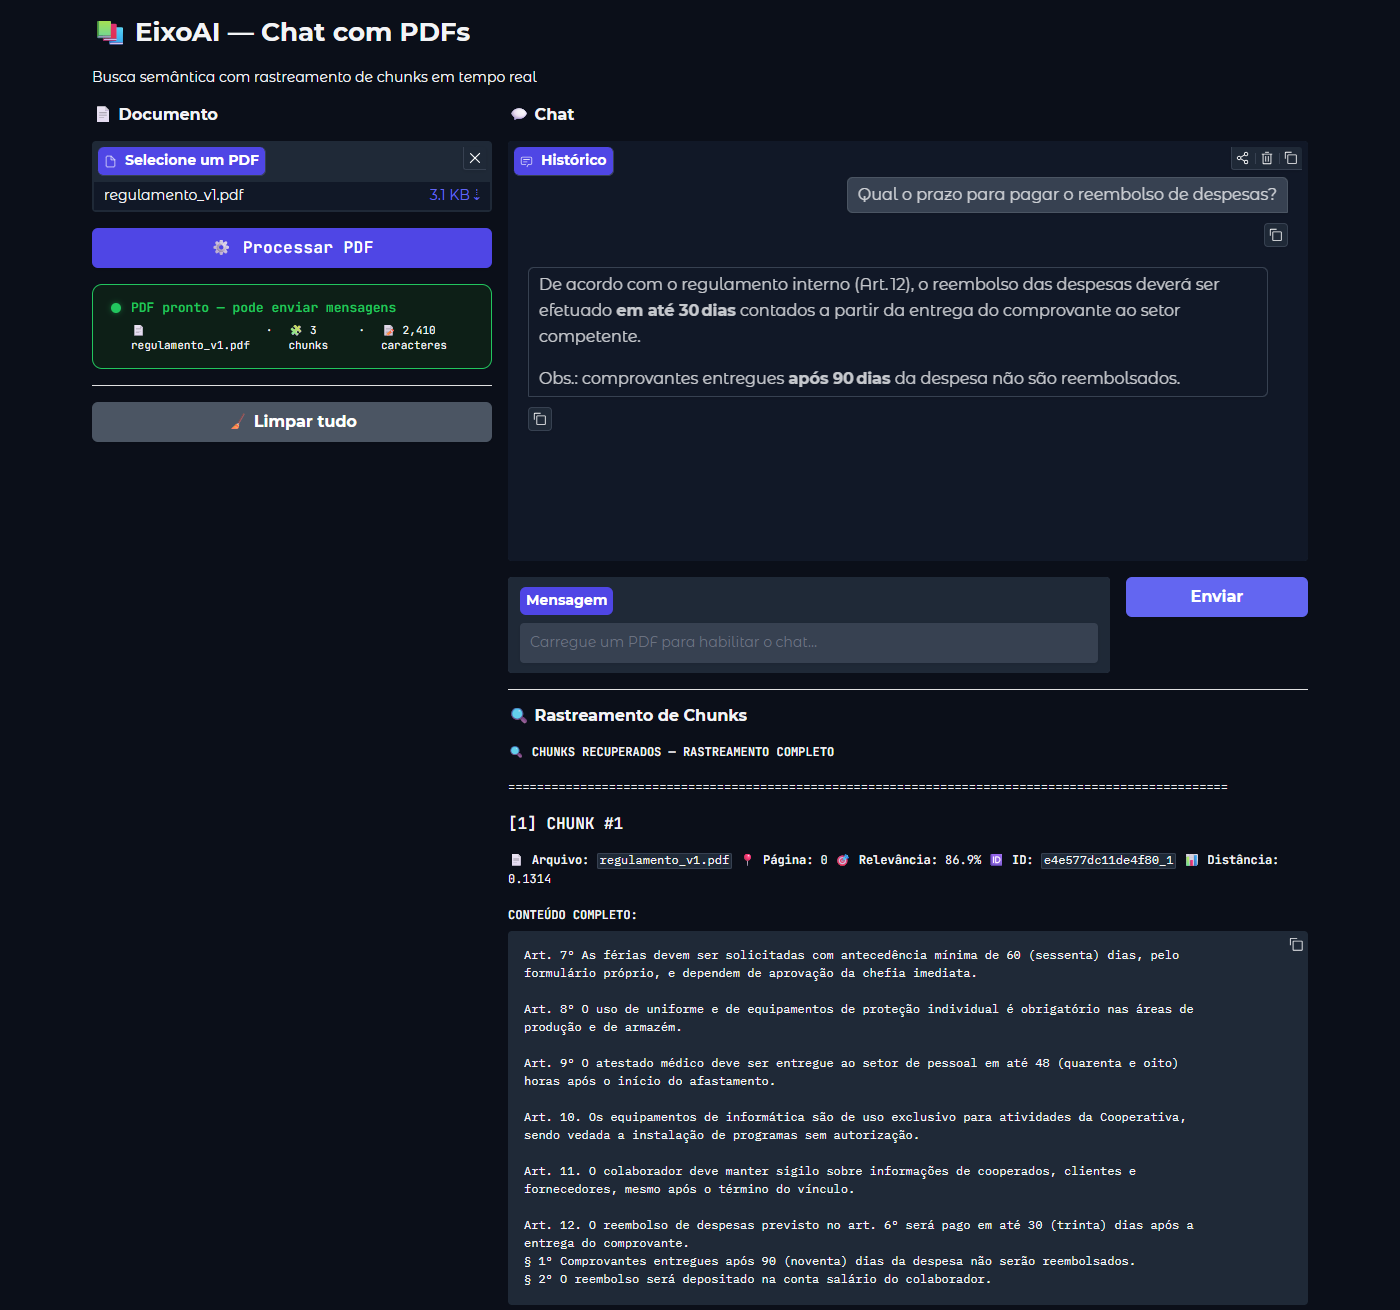 EixoAI — Chat com PDFs
Busca semântica com rastreamento de chunks em tempo real
Documento
Selecione um PDF
regulamento_v1.pdf 3.1 KB ⇣
Processar PDF
PDF pronto — pode enviar mensagens
regulamento_v1.pdf · 3 chunks · 2,410 caracteres
Limpar tudo
Chat
Histórico
Qual o prazo para pagar o reembolso de despesas?
De acordo com o regulamento interno (Art. 12), o reembolso das despesas deverá ser
efetuado em até 30 dias contados a partir da entrega do comprovante ao setor
competente.
Obs.: comprovantes entregues após 90 dias da despesa não são reembolsados.
Mensagem
Carregue um PDF para habilitar o chat...
Enviar
Rastreamento de Chunks
CHUNKS RECUPERADOS — RASTREAMENTO COMPLETO
====================================================================================================
[1] CHUNK #1
Arquivo: regulamento_v1.pdf Página: 0 Relevância: 86.9% 🆔 ID: e4e577dc11de4f80_1 Distância:
0.1314
CONTEÚDO COMPLETO:
Art. 7º As férias devem ser solicitadas com antecedência mínima de 60 (sessenta) dias, pelo
formulário próprio, e dependem de aprovação da chefia imediata.
Art. 8º O uso de uniforme e de equipamentos de proteção individual é obrigatório nas áreas de
produção e de armazém.
Art. 9º O atestado médico deve ser entregue ao setor de pessoal em até 48 (quarenta e oito)
horas após o início do afastamento.
Art. 10. Os equipamentos de informática são de uso exclusivo para atividades da Cooperativa,
sendo vedada a instalação de programas sem autorização.
Art. 11. O colaborador deve manter sigilo sobre informações de cooperados, clientes e
fornecedores, mesmo após o término do vínculo.
Art. 12. O reembolso de despesas previsto no art. 6º será pago em até 30 (trinta) dias após a
entrega do comprovante.
§ 1º Comprovantes entregues após 90 (noventa) dias da despesa não serão reembolsados.
§ 2º O reembolso será depositado na conta salário do colaborador.